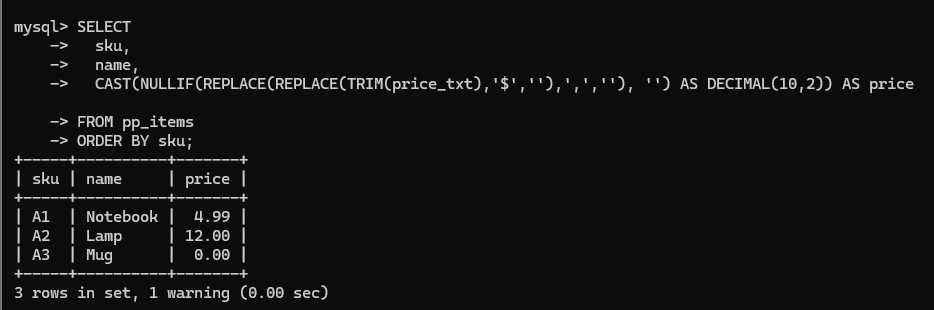 mysql> SELECT
    ->   sku,
    ->   name,
    ->   CAST(NULLIF(REPLACE(REPLACE(TRIM(price_txt),'$',''),',',''), '') AS DECIMAL(10,2)) AS price
    -> FROM pp_items
    -> ORDER BY sku;
+-----+----------+-------+
| sku | name     | price |
+-----+----------+-------+
| A1  | Notebook |  4.99 |
| A2  | Lamp     | 12.00 |
| A3  | Mug      |  0.00 |
+-----+----------+-------+
3 rows in set, 1 warning (0.00 sec)